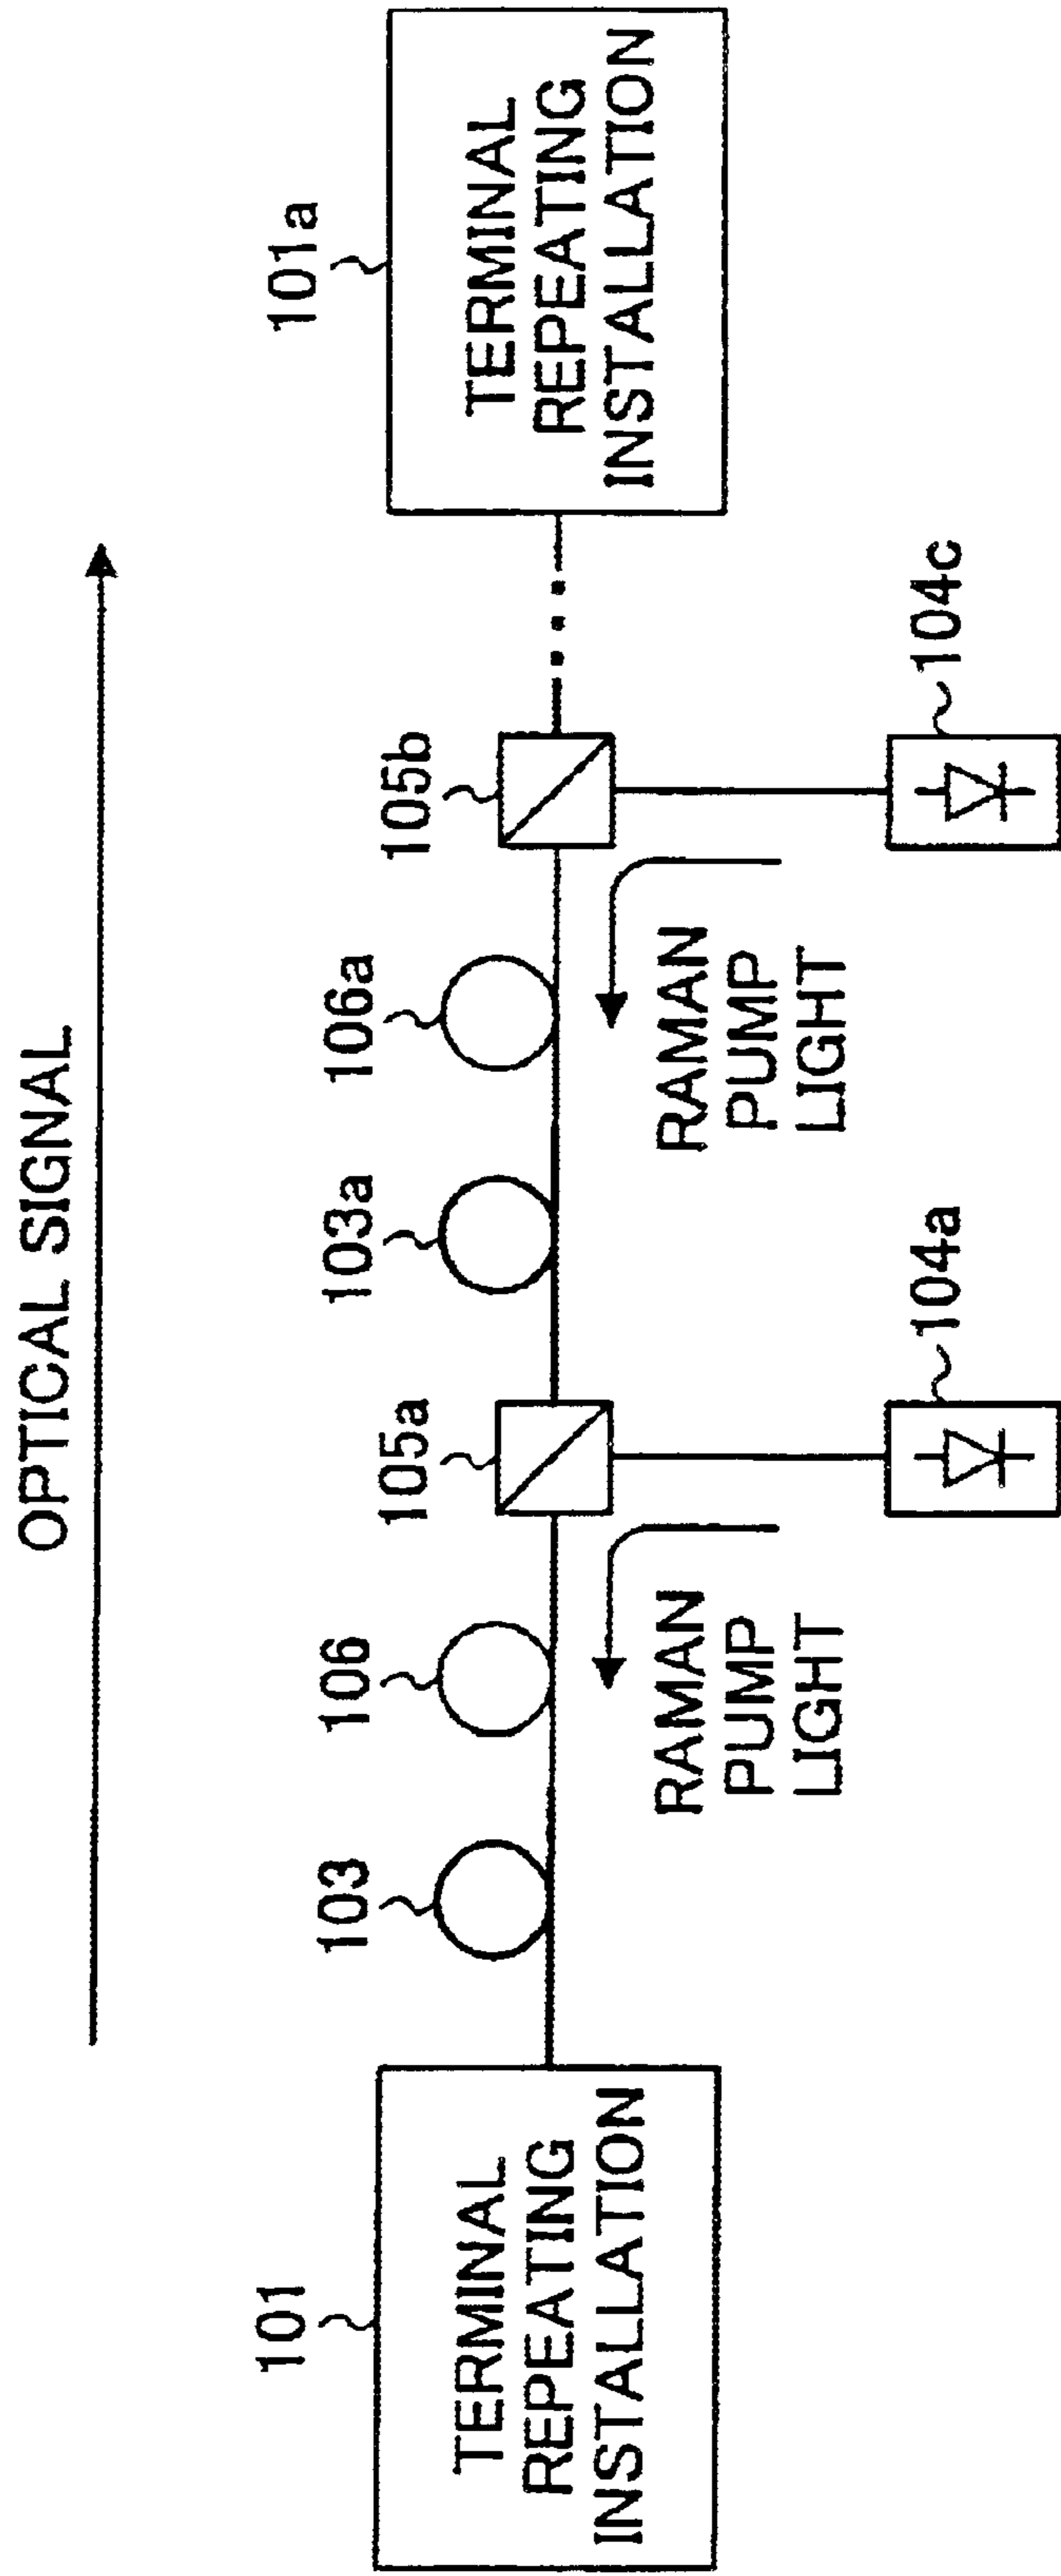 OPTICAL SIGNAL
101
TERMINAL
REPEATING
INSTALLATION
103
106
105a
103a
106a
105b
101a
TERMINAL
REPEATING
INSTALLATION
RAMAN
PUMP
LIGHT
104a
RAMAN
PUMP
LIGHT
104c